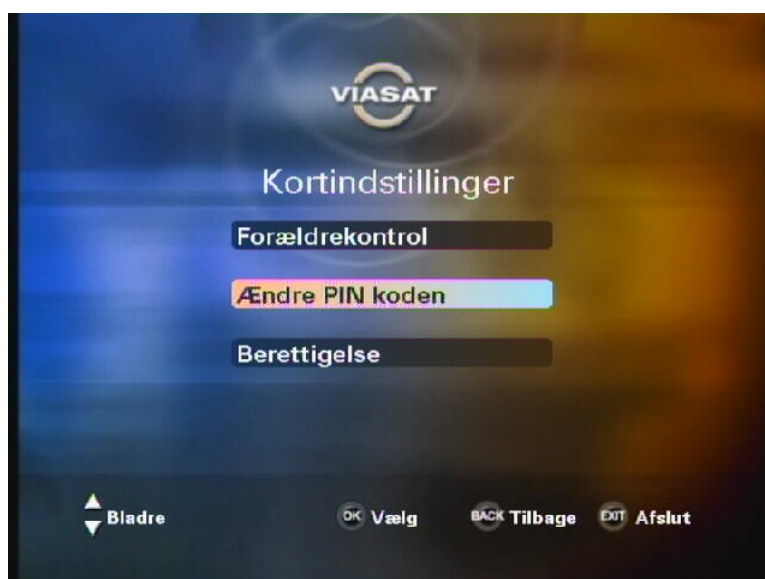 VIASAT
Kortindstillinger
Forældrekontrol
Ændre PIN koden
Berettigelse
Bladre OK Vælg BACK Tilbage EXIT Afslut